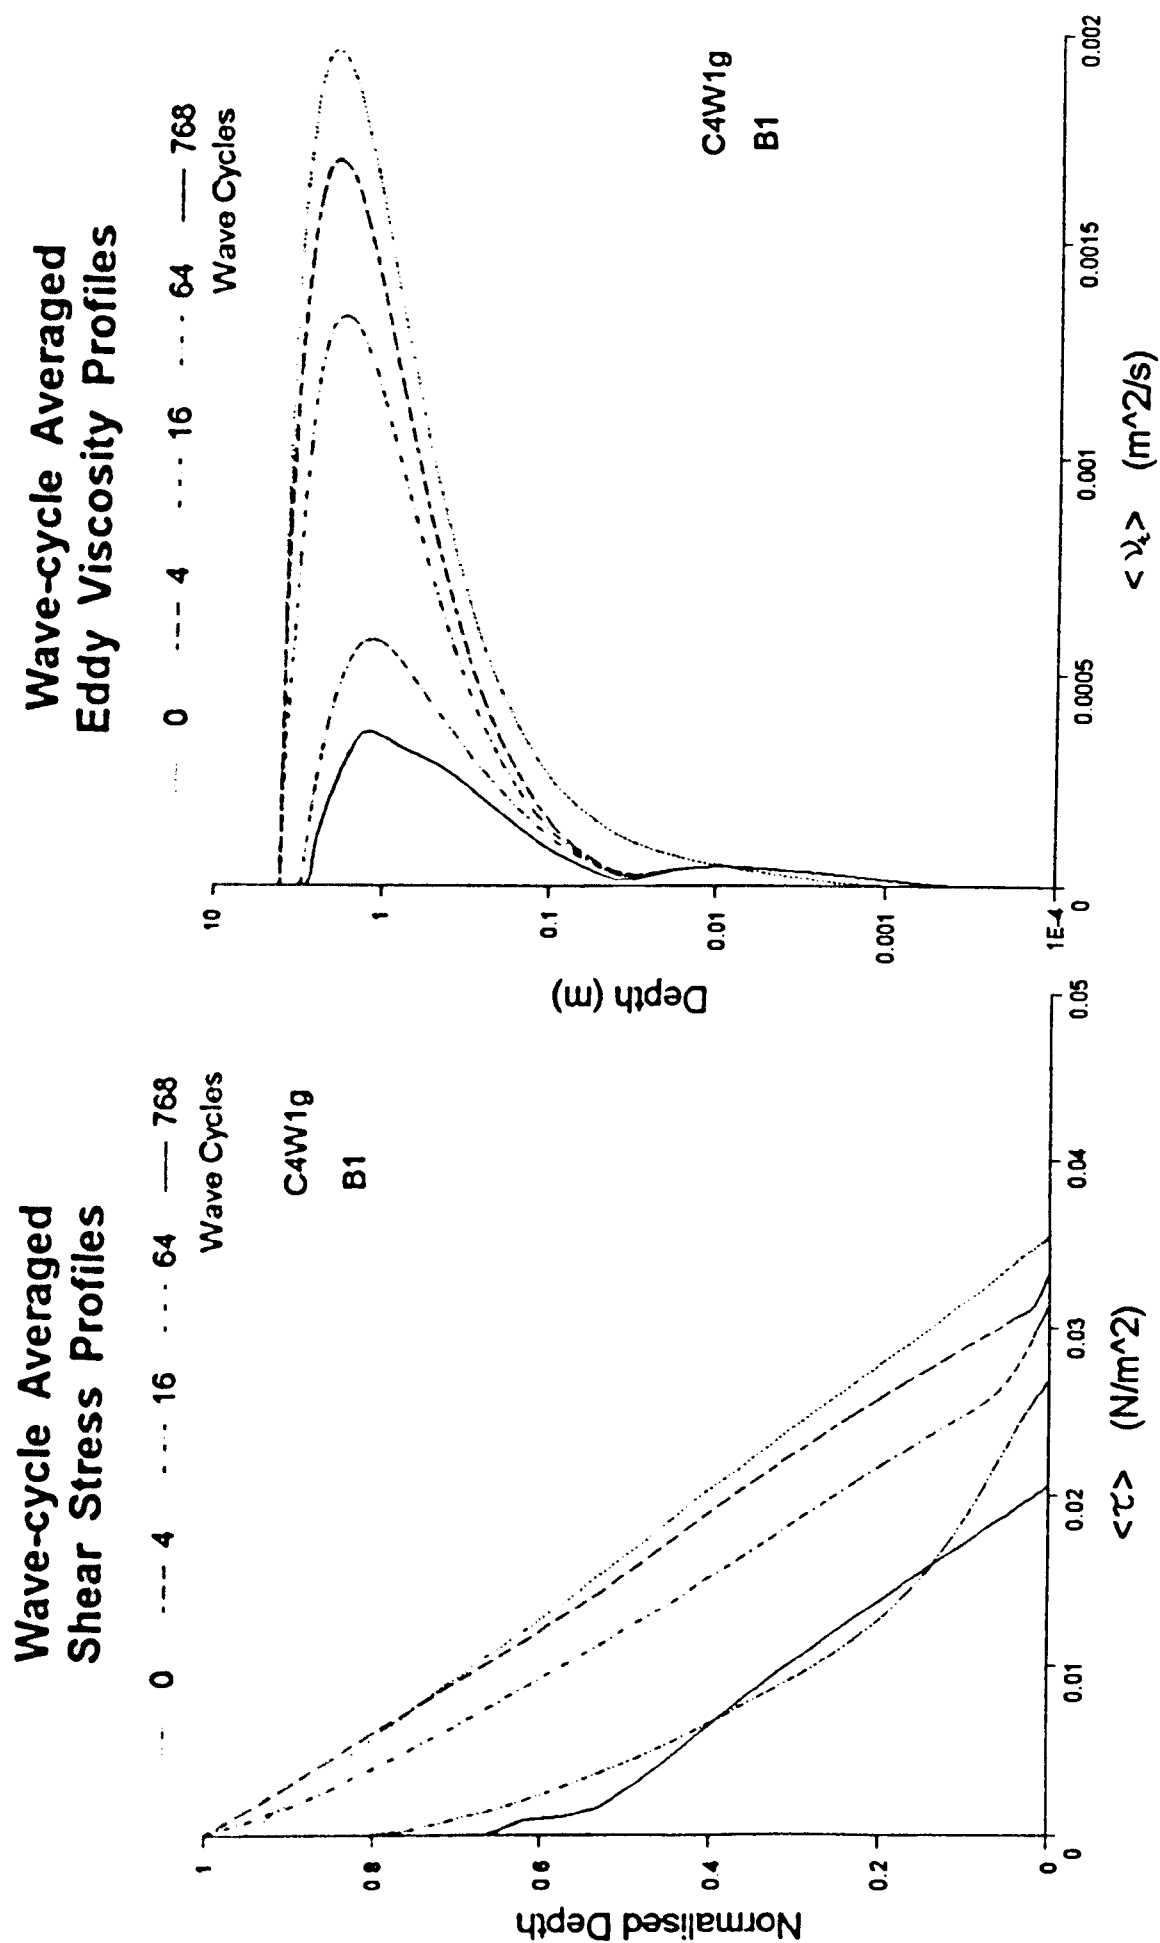 Wave-cycle Averaged
Shear Stress Profiles
0 4 16 64 768
Wave Cycles
C4W1g
B1
Normalised Depth
1
0.8
0.6
0.4
0.2
0
0 0.01 0.02 0.03 0.04 0.05
<τ> (N/m^2)
Wave-cycle Averaged
Eddy Viscosity Profiles
0 4 16 64 768
Wave Cycles
C4W1g
B1
Depth (m)
10
1
0.1
0.01
0.001
1E-4
0 0.0005 0.001 0.0015 0.002
<νₜ> (m^2/s)